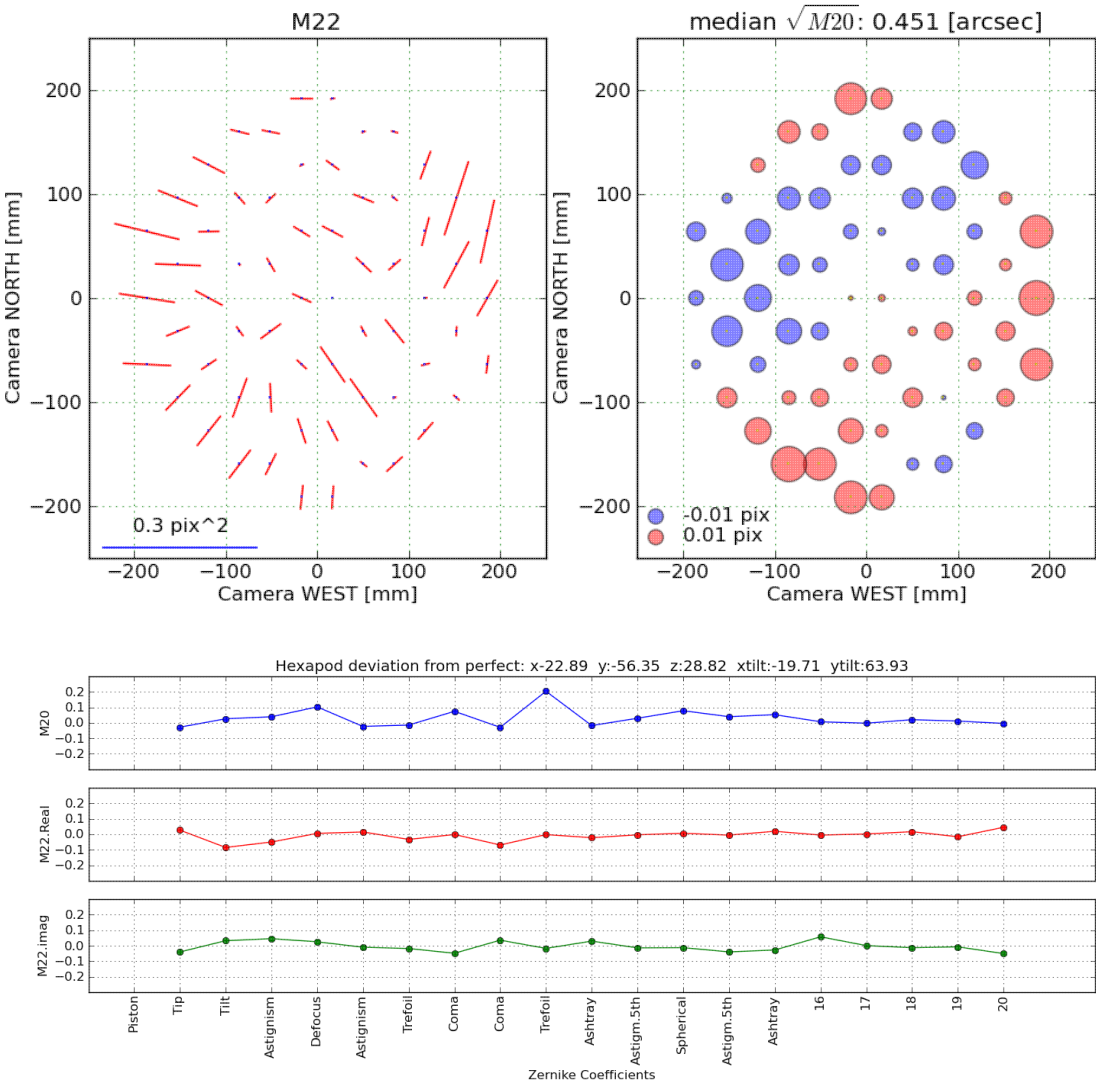 M22
median √M20: 0.451 [arcsec]
Camera NORTH [mm]
200
100
0
−100
−200
0.3 pix^2
−200 −100 0 100 200
Camera WEST [mm]
Camera NORTH [mm]
200
100
0
−100
−200
-0.01 pix
0.01 pix
−200 −100 0 100 200
Camera WEST [mm]
Hexapod deviation from perfect: x-22.89 y:-56.35 z:28.82 xtilt:-19.71 ytilt:63.93
M20
0.2
0.1
0.0
−0.1
−0.2
M22.Real
0.2
0.1
0.0
−0.1
−0.2
M22.imag
0.2
0.1
0.0
−0.1
−0.2
Piston
Tip
Tilt
Astignism
Defocus
Astignism
Trefoil
Coma
Coma
Trefoil
Ashtray
Astigm.5th
Spherical
Astigm.5th
Ashtray
16
17
18
19
20
Zernike Coefficients